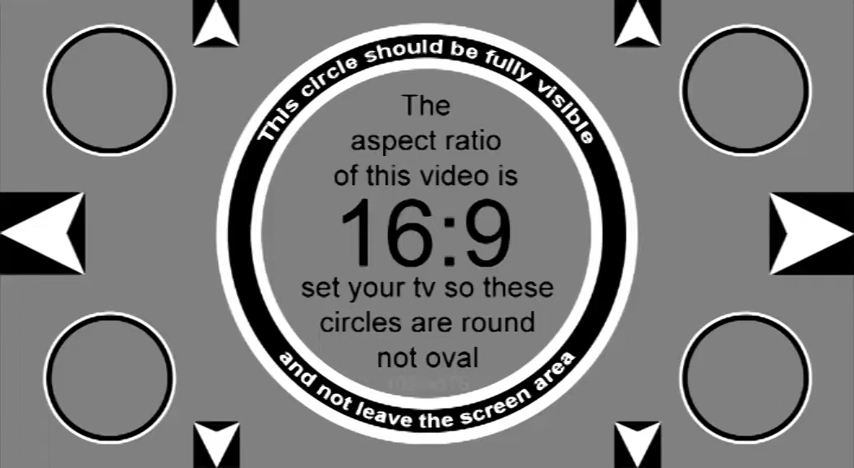 This circle should be fully visible
The
aspect ratio
of this video is
16:9
set your tv so these
circles are round
not oval
and not leave the screen area